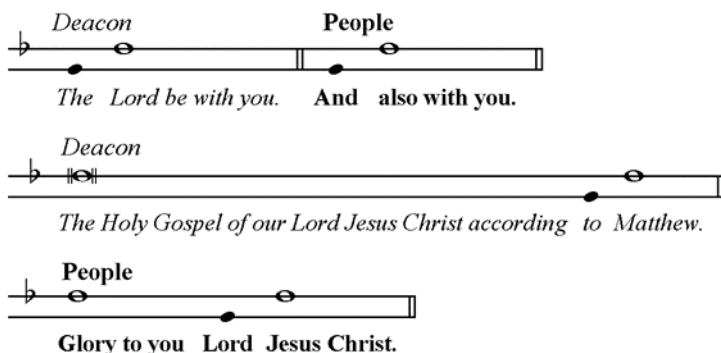 Deacon People
The Lord be with you. And also with you.
Deacon
The Holy Gospel of our Lord Jesus Christ according to Matthew.
People
Glory to you Lord Jesus Christ.